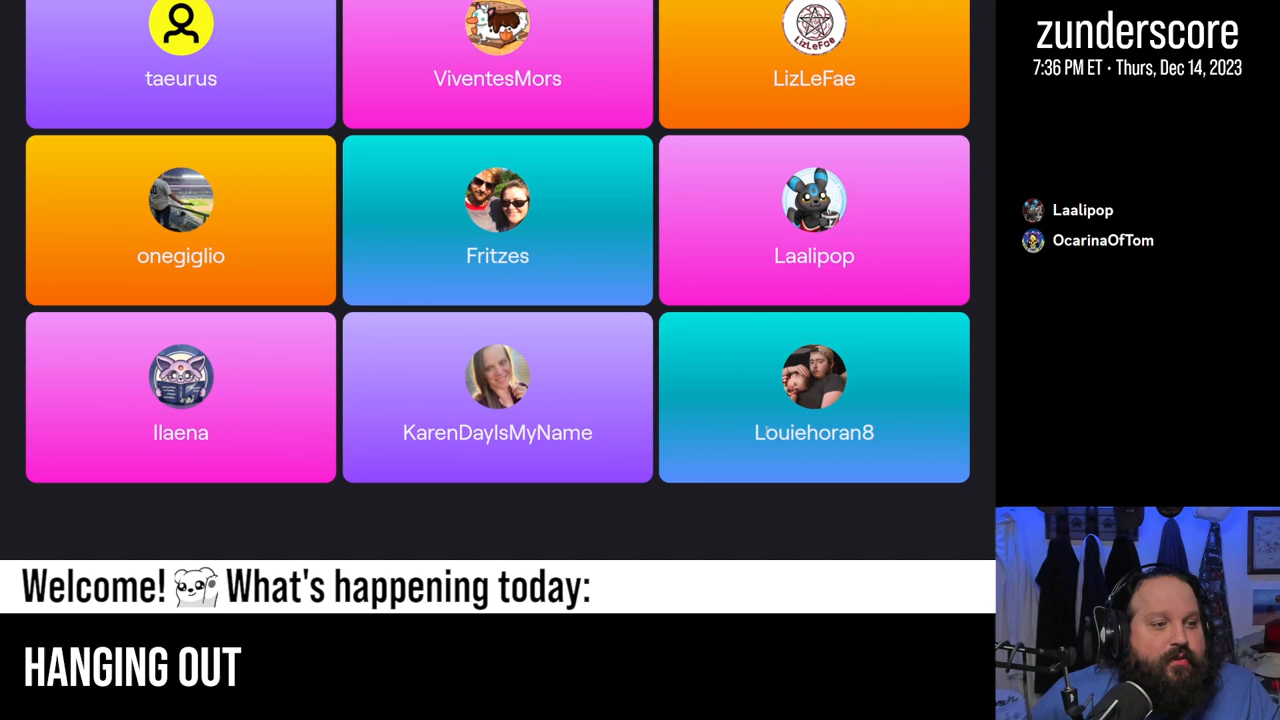 zunderscore
7:36 PM ET • Thurs, Dec 14, 2023
taeurus
ViventesMors
LizLeFae
LizLeFae
onegiglio
Fritzes
Laalipop
Ilaena
KarenDayIsMyName
Louiehoran8
Laalipop
OcarinaOfTom
Welcome! What's happening today:
HANGING OUT